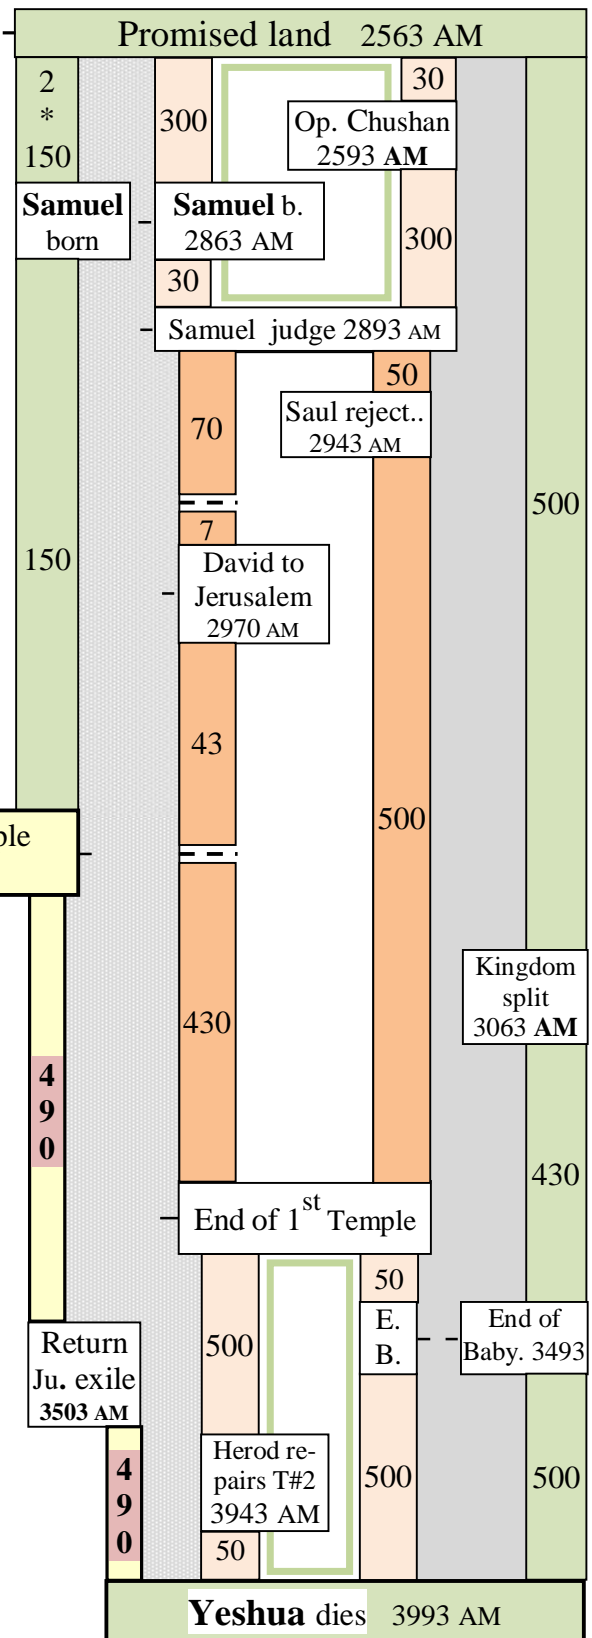 Promised land 2563 AM
2
*
150
300
30
Op. Chushan
2593 AM
Samuel
born
Samuel b.
2863 AM
300
30
Samuel judge 2893 AM
50
70
Saul reject..
2943 AM
500
7
150
David to
Jerusalem
2970 AM
43
500
ple
430
Kingdom
split
3063 AM
4
9
0
430
End of 1st Temple
50
Return
Ju. exile
3503 AM
500
E.
B.
End of
Baby. 3493
Herod re-
pairs T#2
3943 AM
4
9
0
500
500
50
Yeshua dies 3993 AM